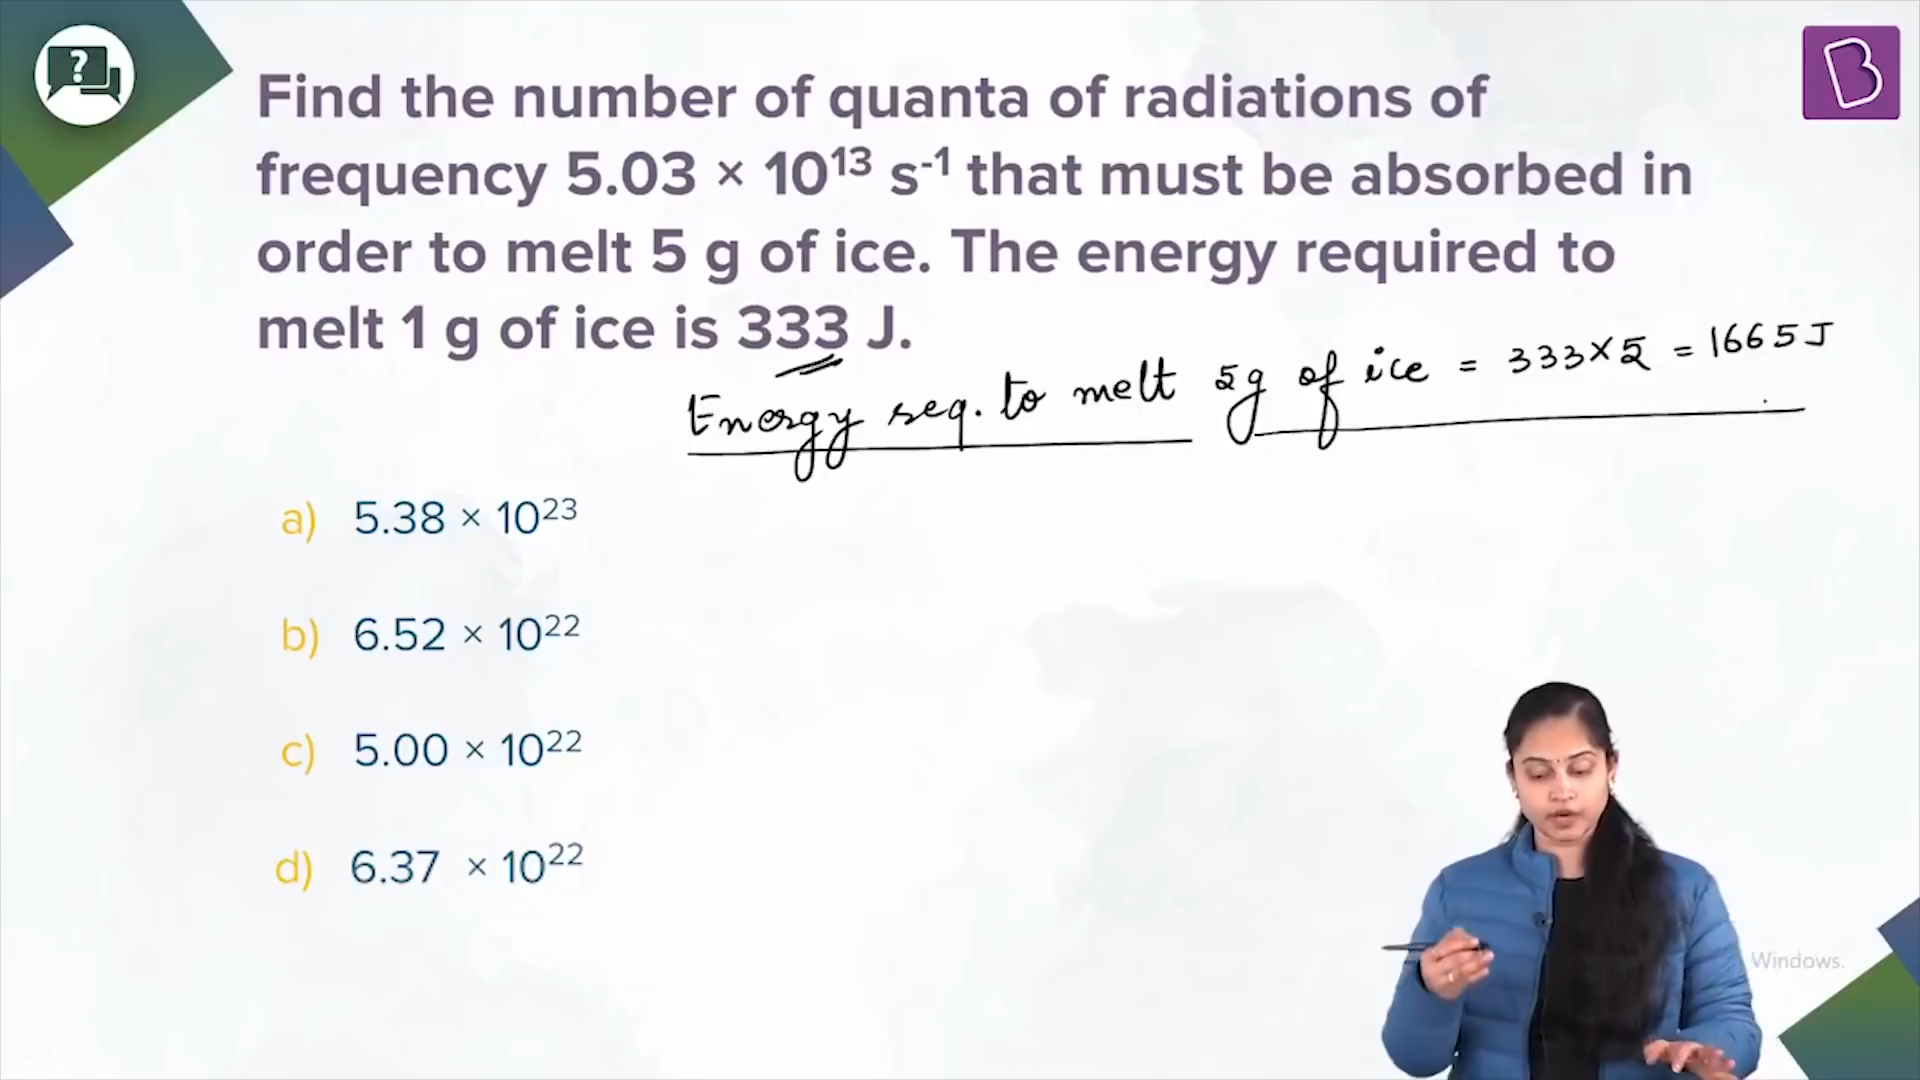 ?
B
Find the number of quanta of radiations of
frequency 5.03 × 10¹³ s⁻¹ that must be absorbed in
order to melt 5 g of ice. The energy required to
melt 1 g of ice is 333 J.
Energy req. to melt 5g of ice = 333×5 = 1665J
a) 5.38 × 10²³
b) 6.52 × 10²²
c) 5.00 × 10²²
d) 6.37 × 10²²
Windows.